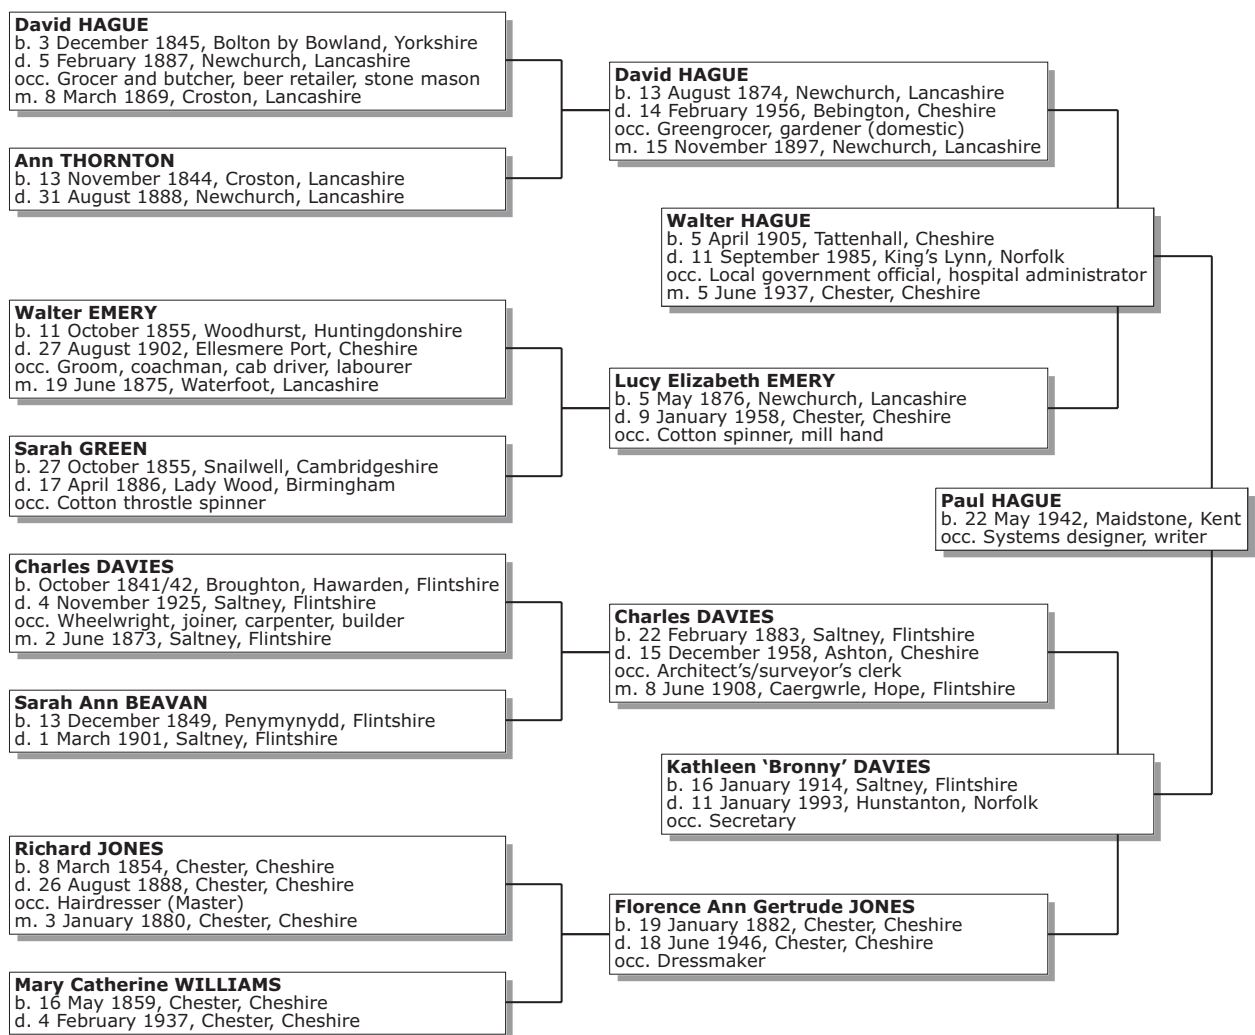 David HAGUE
b. 3 December 1845, Bolton by Bowland, Yorkshire
d. 5 February 1887, Newchurch, Lancashire
occ. Grocer and butcher, beer retailer, stone mason
m. 8 March 1869, Croston, Lancashire
Ann THORNTON
b. 13 November 1844, Croston, Lancashire
d. 31 August 1888, Newchurch, Lancashire
Walter EMERY
b. 11 October 1855, Woodhurst, Huntingdonshire
d. 27 August 1902, Ellesmere Port, Cheshire
occ. Groom, coachman, cab driver, labourer
m. 19 June 1875, Waterfoot, Lancashire
Sarah GREEN
b. 27 October 1855, Snailwell, Cambridgeshire
d. 17 April 1886, Lady Wood, Birmingham
occ. Cotton throstle spinner
Charles DAVIES
b. October 1841/42, Broughton, Hawarden, Flintshire
d. 4 November 1925, Saltney, Flintshire
occ. Wheelwright, joiner, carpenter, builder
m. 2 June 1873, Saltney, Flintshire
Sarah Ann BEAVAN
b. 13 December 1849, Penymynydd, Flintshire
d. 1 March 1901, Saltney, Flintshire
Richard JONES
b. 8 March 1854, Chester, Cheshire
d. 26 August 1888, Chester, Cheshire
occ. Hairdresser (Master)
m. 3 January 1880, Chester, Cheshire
Mary Catherine WILLIAMS
b. 16 May 1859, Chester, Cheshire
d. 4 February 1937, Chester, Cheshire
David HAGUE
b. 13 August 1874, Newchurch, Lancashire
d. 14 February 1956, Bebington, Cheshire
occ. Greengrocer, gardener (domestic)
m. 15 November 1897, Newchurch, Lancashire
Walter HAGUE
b. 5 April 1905, Tattenhall, Cheshire
d. 11 September 1985, King’s Lynn, Norfolk
occ. Local government official, hospital administrator
m. 5 June 1937, Chester, Cheshire
Lucy Elizabeth EMERY
b. 5 May 1876, Newchurch, Lancashire
d. 9 January 1958, Chester, Cheshire
occ. Cotton spinner, mill hand
Paul HAGUE
b. 22 May 1942, Maidstone, Kent
occ. Systems designer, writer
Charles DAVIES
b. 22 February 1883, Saltney, Flintshire
d. 15 December 1958, Ashton, Cheshire
occ. Architect’s/surveyor’s clerk
m. 8 June 1908, Caergwrle, Hope, Flintshire
Kathleen ‘Bronny’ DAVIES
b. 16 January 1914, Saltney, Flintshire
d. 11 January 1993, Hunstanton, Norfolk
occ. Secretary
Florence Ann Gertrude JONES
b. 19 January 1882, Chester, Cheshire
d. 18 June 1946, Chester, Cheshire
occ. Dressmaker